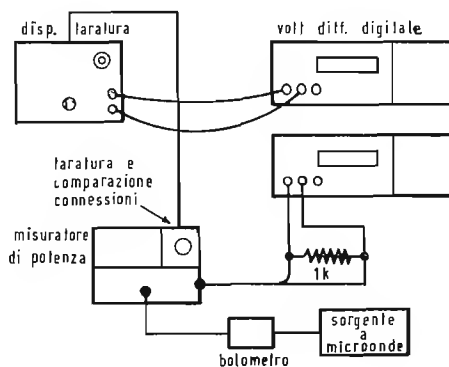 disp. taratura
volt diff. digitale
taratura e
comparazione
connessioni
misuratore
di potenza
1k
bolometro
sorgente
a
microonde